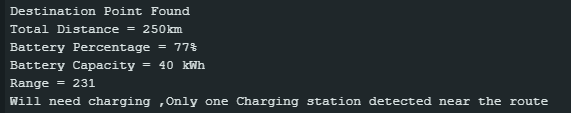 Destination Point Found
Total Distance = 250km
Battery Percentage = 77%
Battery Capacity = 40 kWh
Range = 231
Will need charging ,Only one Charging station detected near the route